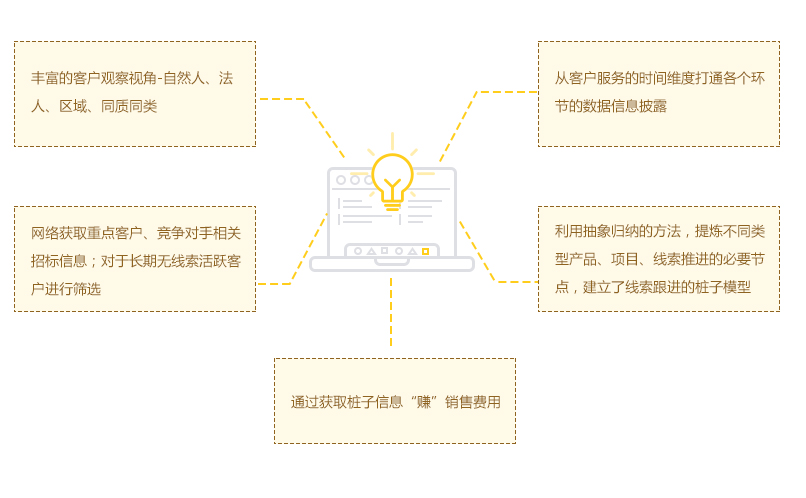 丰富的客户观察视角-自然人、法
人、区域、同质同类
从客户服务的时间维度打通各个环
节的数据信息披露
网络获取重点客户、竞争对手相关
招标信息；对于长期无线索活跃客
户进行筛选
利用抽象归纳的方法，提炼不同类
型产品、项目、线索推进的必要节
点，建立了线索跟进的桩子模型
通过获取桩子信息“赚”销售费用